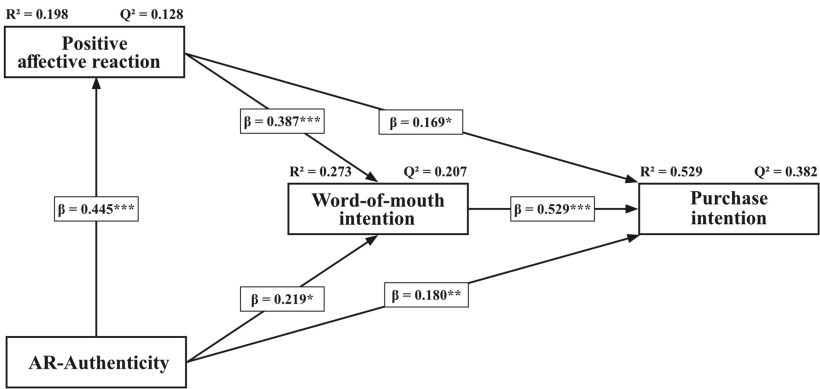 R² = 0.198 Q² = 0.128
Positive
affective reaction
β = 0.387***
β = 0.169*
R² = 0.273 Q² = 0.207
R² = 0.529 Q² = 0.382
β = 0.445***
Word-of-mouth
intention
β = 0.529***
Purchase
intention
β = 0.219*
β = 0.180**
AR-Authenticity